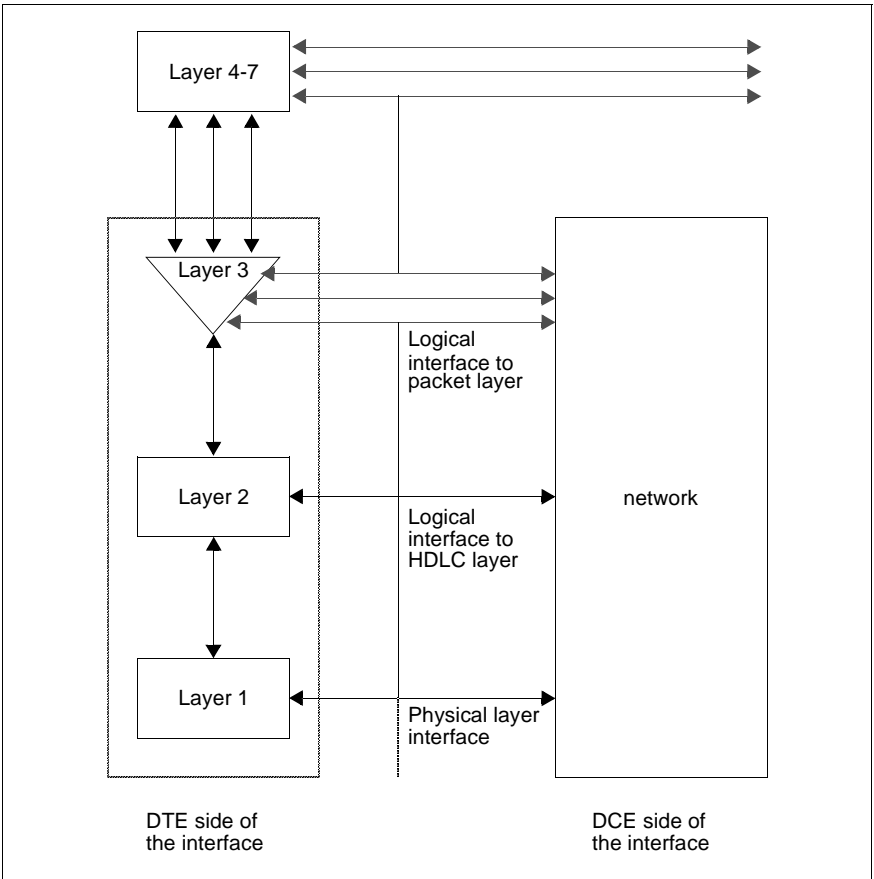 Layer 4-7
Layer 3
Logical
interface to
packet layer
Layer 2
network
Logical
interface to
HDLC layer
Layer 1
Physical layer
interface
DTE side of
the interface
DCE side of
the interface